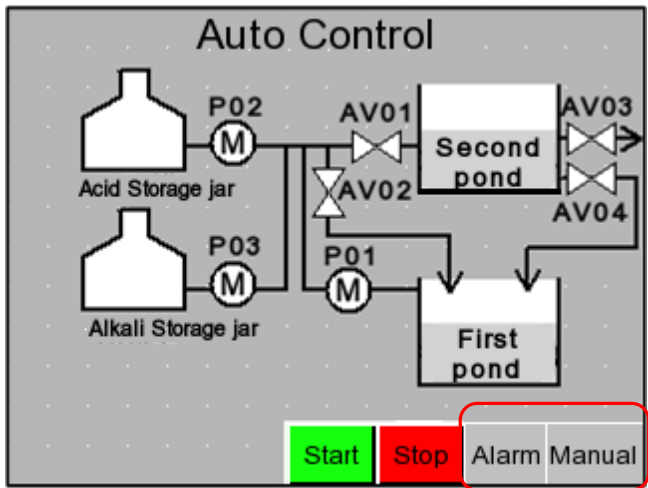 Auto Control
P02
AV01
AV03
M
Second
pond
Acid Storage jar
AV02
AV04
P03
P01
M
M
Alkali Storage jar
First
pond
Start
Stop
Alarm
Manual